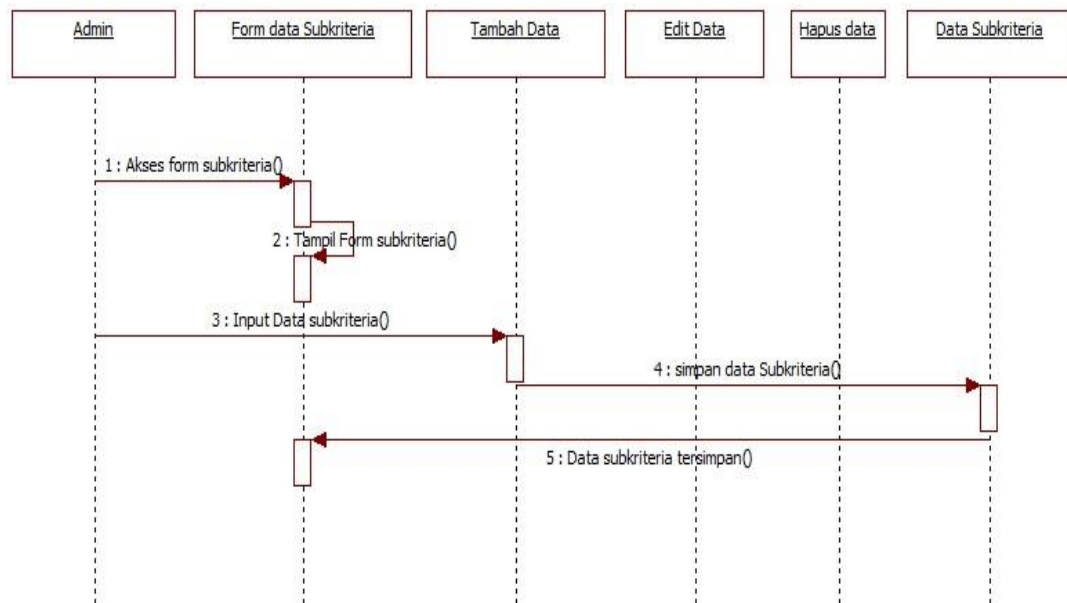 Admin
Form data Subkriteria
Tambah Data
Edit Data
Hapus data
Data Subkriteria
1 : Akses form subkriteria()
2 : Tampil Form subkriteria()
3 : Input Data subkriteria()
4 : simpan data Subkriteria()
5 : Data subkriteria tersimpan()